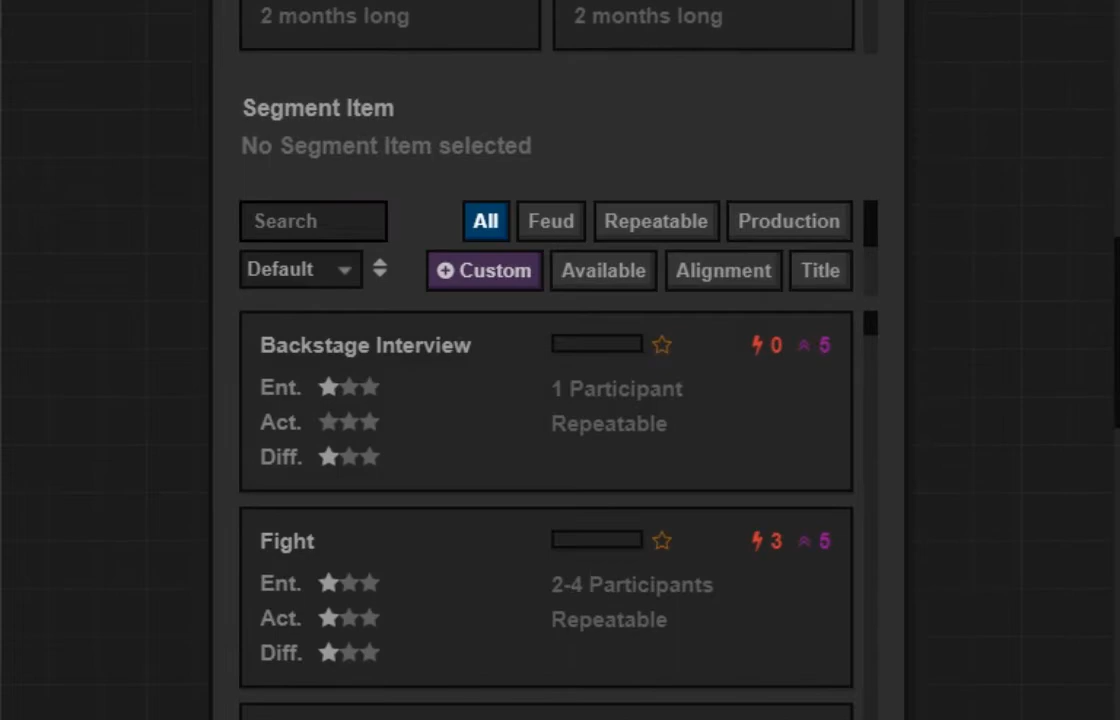 2 months long 2 months long
Segment Item
No Segment Item selected
Search All Feud Repeatable Production
Default Custom Available Alignment Title
Backstage Interview 0 5
Ent. 1 Participant
Act. Repeatable
Diff.
Fight 3 5
Ent. 2-4 Participants
Act. Repeatable
Diff.